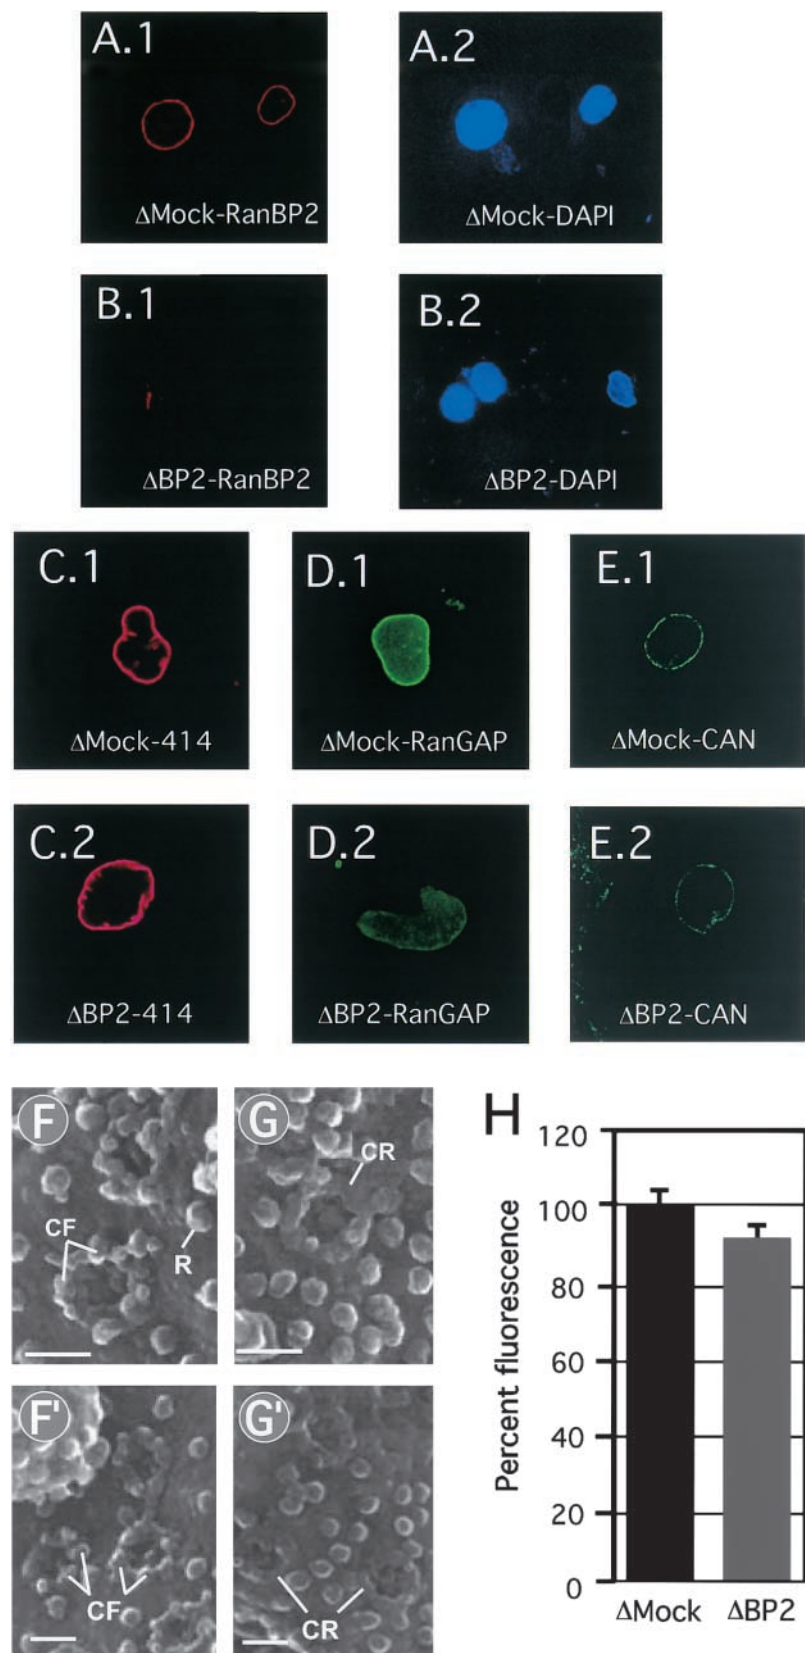 A.1
ΔMock-RanBP2
A.2
ΔMock-DAPI
B.1
ΔBP2-RanBP2
B.2
ΔBP2-DAPI
C.1
ΔMock-414
D.1
ΔMock-RanGAP
E.1
ΔMock-CAN
C.2
ΔBP2-414
D.2
ΔBP2-RanGAP
E.2
ΔBP2-CAN
F
CF
R
G
CR
F'
CF
G'
CR
H
Percent fluorescence
120
100
80
60
40
20
0
ΔMock
ΔBP2